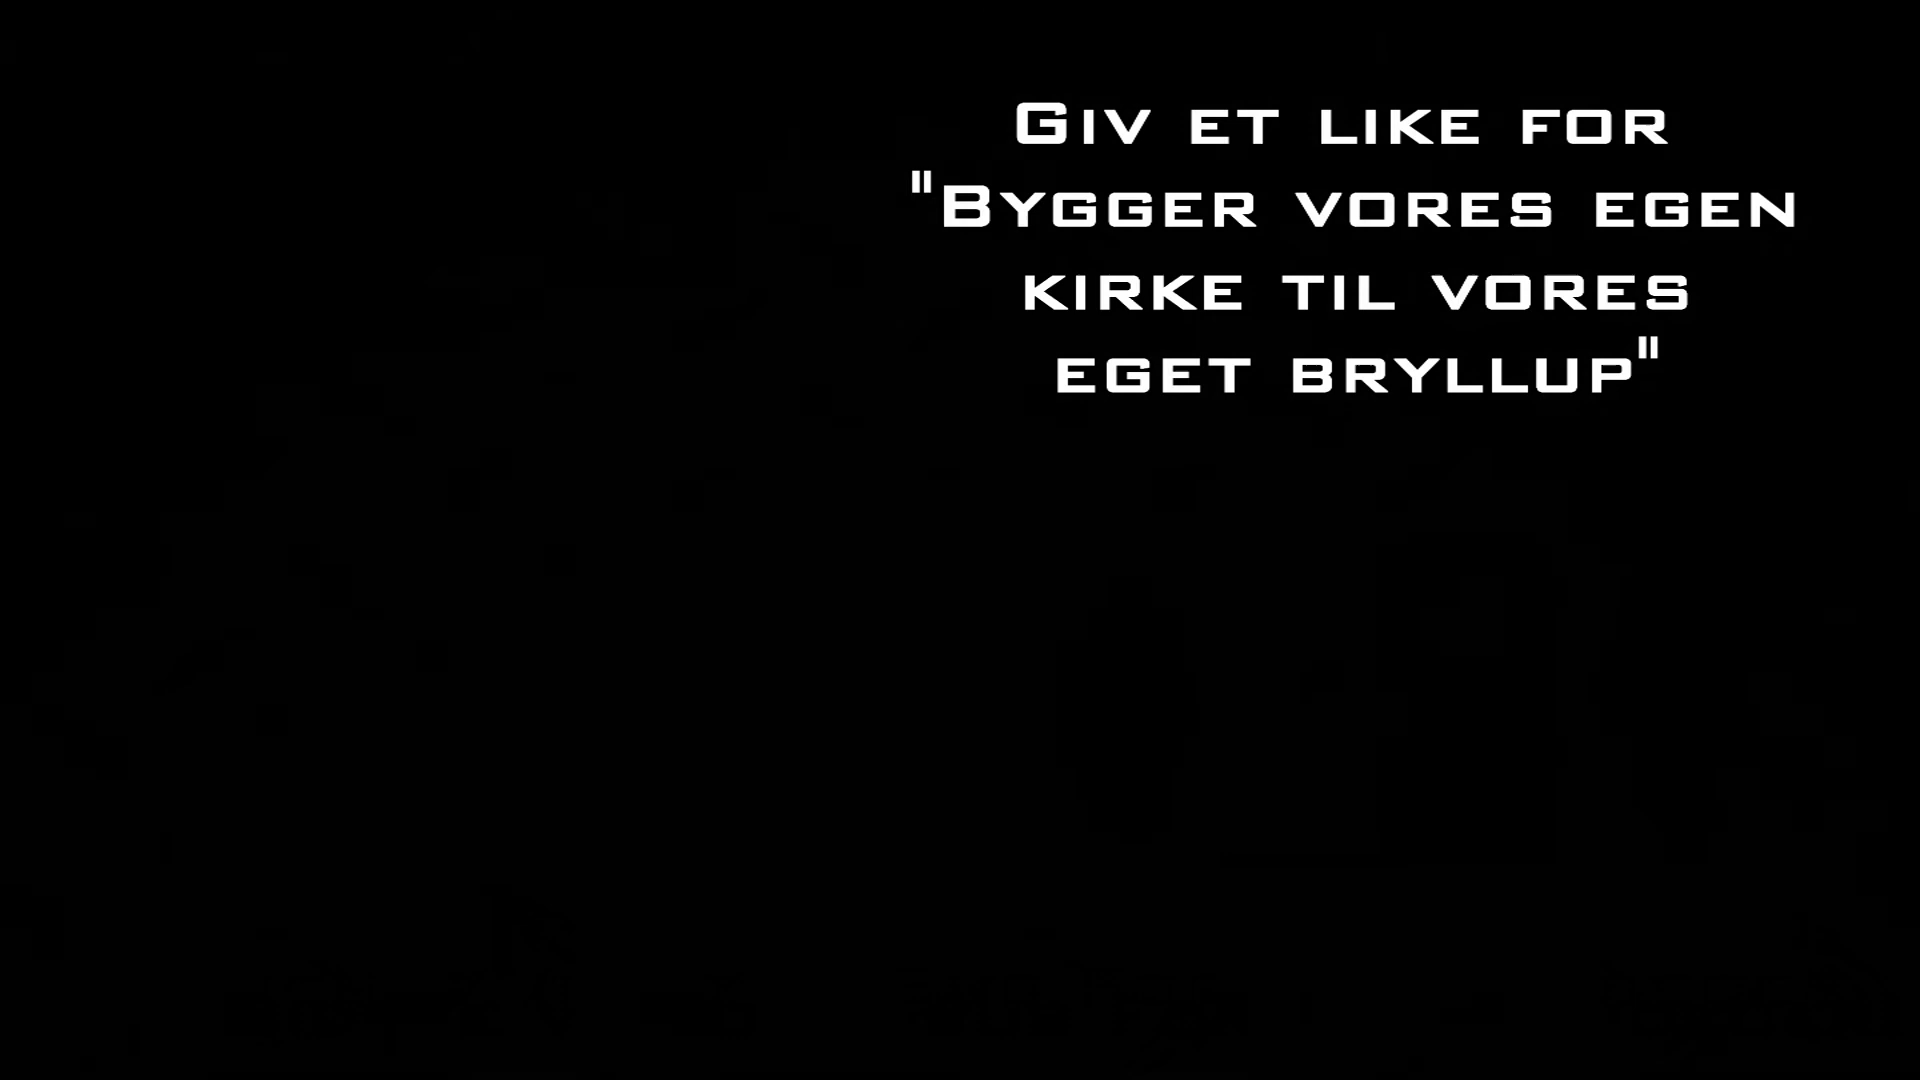 Giv et like for
"Bygger vores egen
kirke til vores
eget bryllup"